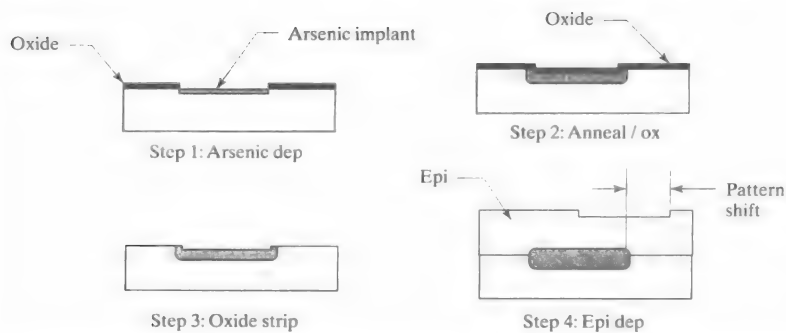 Oxide
Arsenic implant
Step 1: Arsenic dep
Oxide
Step 2: Anneal / ox
Step 3: Oxide strip
Epi
Pattern
shift
Step 4: Epi dep